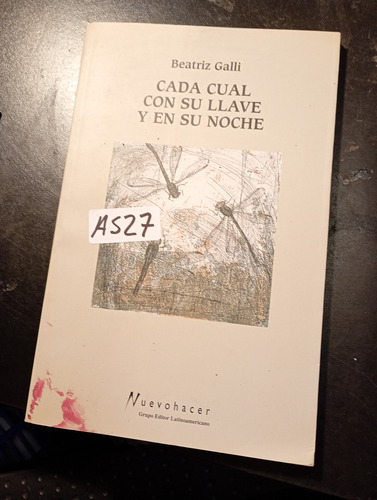 Beatriz Galli
CADA CUAL
CON SU LLAVE
Y EN SU NOCHE
AS27
Nuevohacer
Grupo Editor Latinoamericano